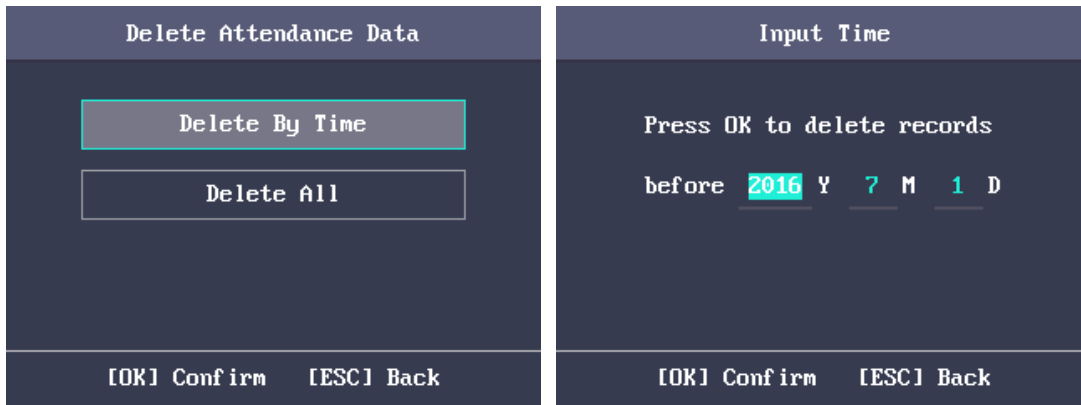 Delete Attendance Data
Delete By Time
Delete All
[OK] Confirm [ESC] Back
Input Time
Press OK to delete records
before 2016 Y 7 M 1 D
[OK] Confirm [ESC] Back